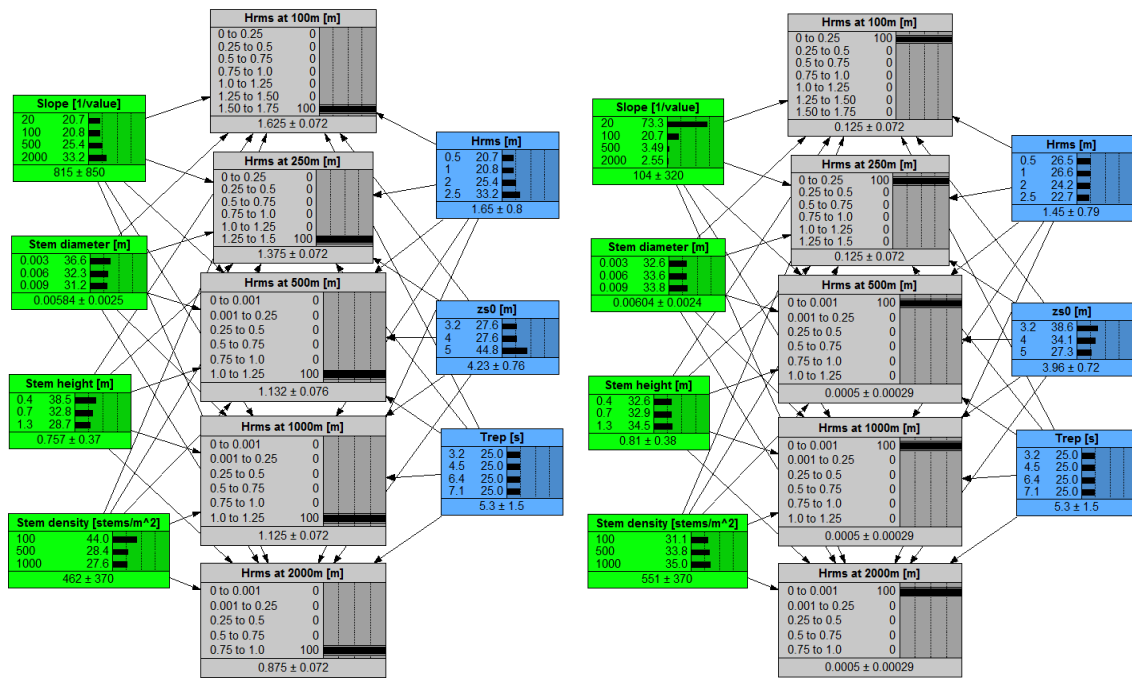 Hrms at 100m [m]
0 to 0.25 0
0.25 to 0.5 0
0.5 to 0.75 0
0.75 to 1.0 0
1.0 to 1.25 0
1.25 to 1.50 0
1.50 to 1.75 100
1.625 ± 0.072
Slope [1/value]
20 20.7
100 20.8
500 25.4
2000 33.2
815 ± 850
Hrms [m]
0.5 20.7
1 20.8
2 25.4
2.5 33.2
1.65 ± 0.8
Hrms at 250m [m]
0 to 0.25 0
0.25 to 0.5 0
0.5 to 0.75 0
0.75 to 1.0 0
1.0 to 1.25 0
1.25 to 1.5 100
1.375 ± 0.072
Stem diameter [m]
0.003 36.6
0.006 32.3
0.009 31.2
0.00584 ± 0.0025
Hrms at 500m [m]
0 to 0.001 0
0.001 to 0.25 0
0.25 to 0.5 0
0.5 to 0.75 0
0.75 to 1.0 0
1.0 to 1.25 100
1.132 ± 0.076
zs0 [m]
3.2 27.6
4 27.6
5 44.8
4.23 ± 0.76
Stem height [m]
0.4 38.5
0.7 32.8
1.3 28.7
0.757 ± 0.37
Hrms at 1000m [m]
0 to 0.001 0
0.001 to 0.25 0
0.25 to 0.5 0
0.5 to 0.75 0
0.75 to 1.0 0
1.0 to 1.25 100
1.125 ± 0.072
Trep [s]
3.2 25.0
4.5 25.0
6.4 25.0
7.1 25.0
5.3 ± 1.5
Stem density [stems/m^2]
100 44.0
500 28.4
1000 27.6
462 ± 370
Hrms at 2000m [m]
0 to 0.001 0
0.001 to 0.25 0
0.25 to 0.5 0
0.5 to 0.75 0
0.75 to 1.0 100
0.875 ± 0.072
Hrms at 100m [m]
0 to 0.25 100
0.25 to 0.5 0
0.5 to 0.75 0
0.75 to 1.0 0
1.0 to 1.25 0
1.25 to 1.50 0
1.50 to 1.75 0
0.125 ± 0.072
Slope [1/value]
20 73.3
100 20.7
500 3.49
2000 2.55
104 ± 320
Hrms [m]
0.5 26.5
1 26.6
2 24.2
2.5 22.7
1.45 ± 0.79
Hrms at 250m [m]
0 to 0.25 100
0.25 to 0.5 0
0.5 to 0.75 0
0.75 to 1.0 0
1.0 to 1.25 0
1.25 to 1.5 0
0.125 ± 0.072
Stem diameter [m]
0.003 32.6
0.006 33.6
0.009 33.8
0.00604 ± 0.0024
Hrms at 500m [m]
0 to 0.001 100
0.001 to 0.25 0
0.25 to 0.5 0
0.5 to 0.75 0
0.75 to 1.0 0
1.0 to 1.25 0
0.0005 ± 0.00029
zs0 [m]
3.2 38.6
4 34.1
5 27.3
3.96 ± 0.72
Stem height [m]
0.4 32.6
0.7 32.9
1.3 34.5
0.81 ± 0.38
Hrms at 1000m [m]
0 to 0.001 100
0.001 to 0.25 0
0.25 to 0.5 0
0.5 to 0.75 0
0.75 to 1.0 0
1.0 to 1.25 0
0.0005 ± 0.00029
Trep [s]
3.2 25.0
4.5 25.0
6.4 25.0
7.1 25.0
5.3 ± 1.5
Stem density [stems/m^2]
100 31.1
500 33.8
1000 35.0
551 ± 370
Hrms at 2000m [m]
0 to 0.001 100
0.001 to 0.25 0
0.25 to 0.5 0
0.5 to 0.75 0
0.75 to 1.0 0
0.0005 ± 0.00029